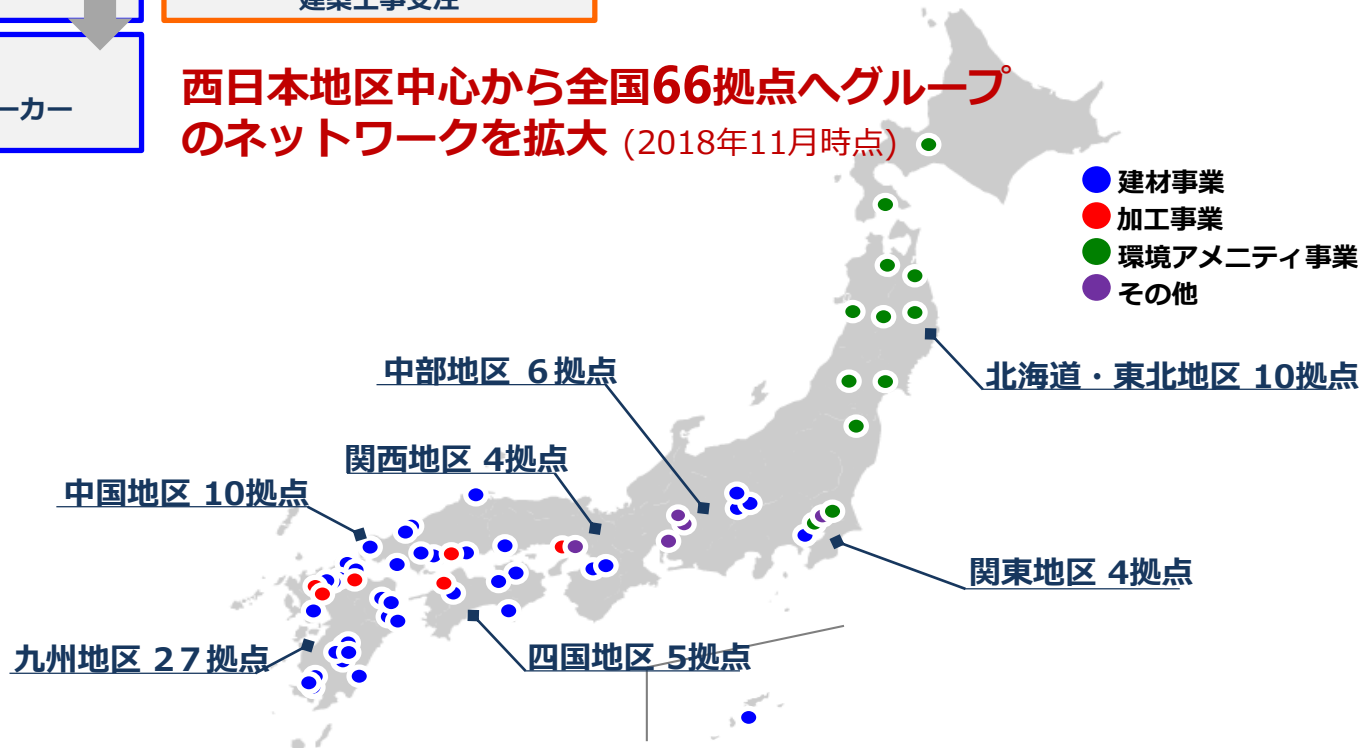 建築工事受注
ーカー
西日本地区中心から全国66拠点へグループ
のネットワークを拡大 (2018年11月時点)
建材事業
加工事業
環境アメニティ事業
その他
中部地区 ６拠点
北海道・東北地区 10拠点
関西地区 4拠点
中国地区 10拠点
関東地区 4拠点
九州地区 2７拠点
四国地区 5拠点